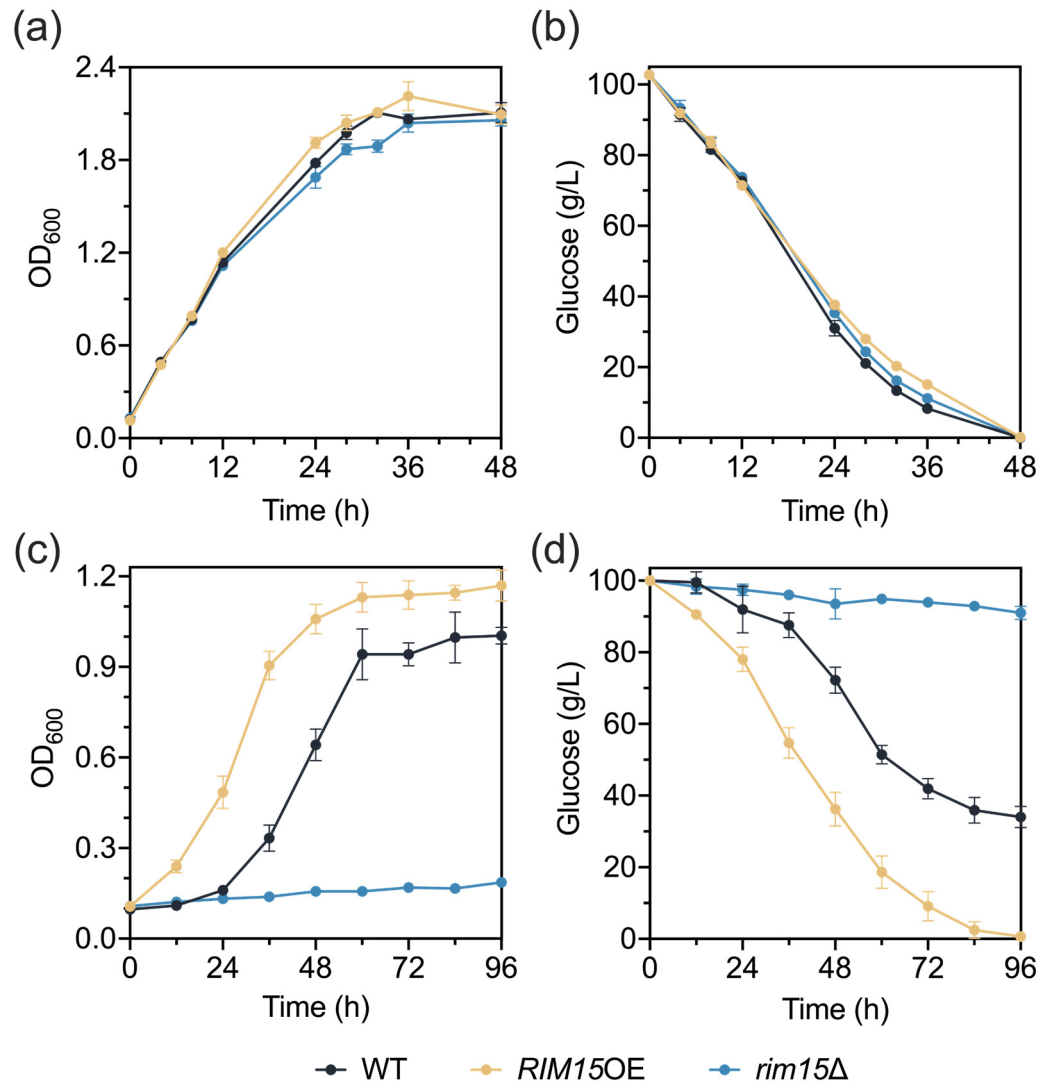 (a)
(b)
2.4
1.8
1.2
0.6
0.0
OD600
0
12
24
36
48
Time (h)
100
80
60
40
20
0
Glucose (g/L)
0
12
24
36
48
Time (h)
(c)
(d)
1.2
0.9
0.6
0.3
0.0
OD600
0
24
48
72
96
Time (h)
100
80
60
40
20
0
Glucose (g/L)
0
24
48
72
96
Time (h)
WT
RIM15OE
rim15Δ